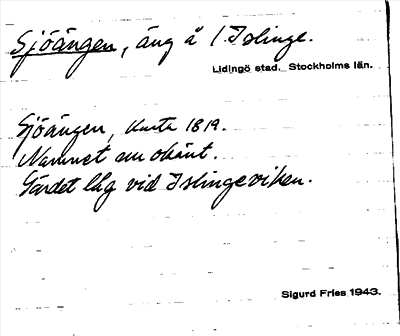 Sjöängen, äng å 1. Islinge.
Lidingö stad. Stockholms län.
Sjöängen, Karta 1819.
Namnet nu okänt.
Gärdet låg vid Islingeviken.
Sigurd Fries 1943.